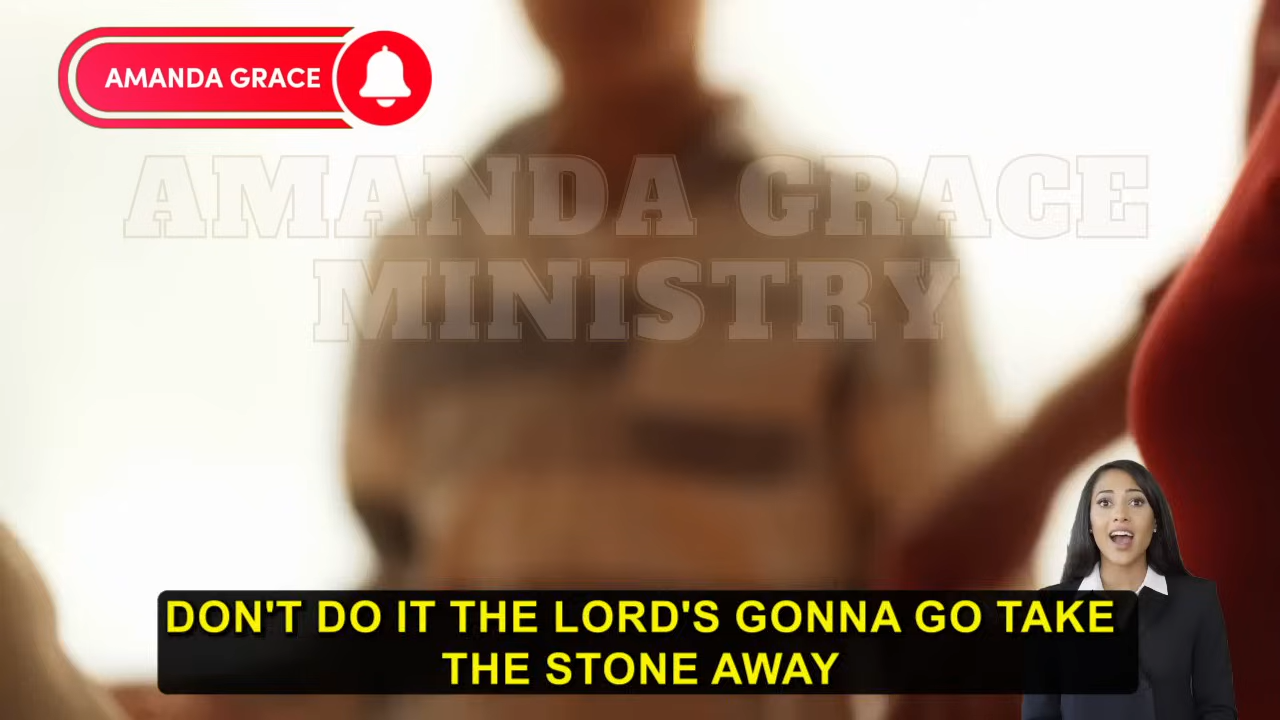 AMANDA GRACE
AMANDA GRACE
MINISTRY
DON'T DO IT THE LORD'S GONNA GO TAKE
THE STONE AWAY